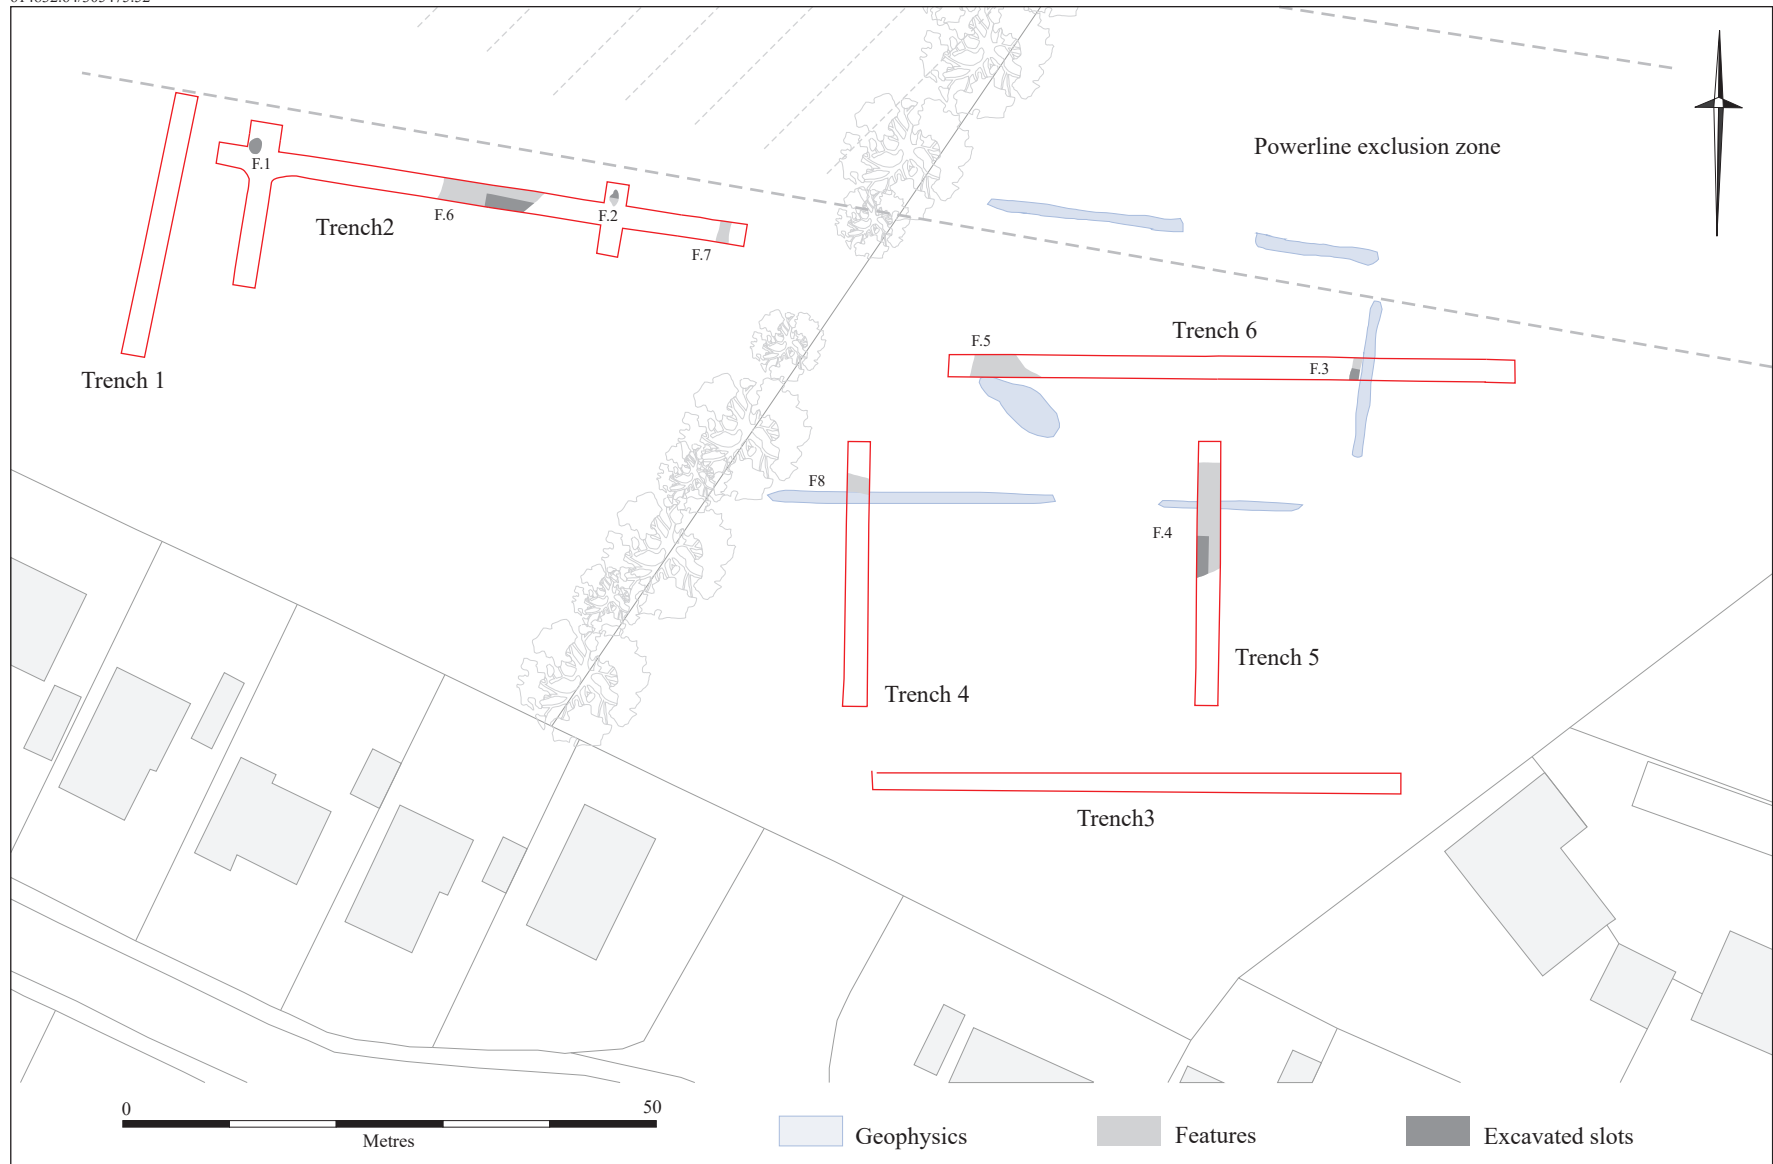 Powerline exclusion zone
F.1
F.6
Trench2
F.2
F.7
Trench 1
Trench 6
F.5
F.3
F8
F.4
Trench 5
Trench 4
Trench3
0 50
Metres
Geophysics
Features
Excavated slots